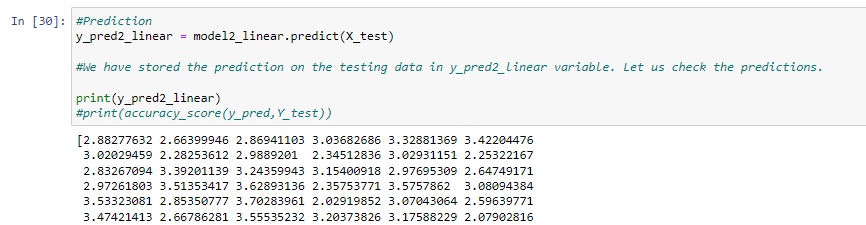 In [30]: #Prediction
y_pred2_linear = model2_linear.predict(X_test)
#We have stored the prediction on the testing data in y_pred2_linear variable. Let us check the predictions.
print(y_pred2_linear)
#print(accuracy_score(y_pred,Y_test))
[2.88277632 2.66399946 2.86941103 3.03682686 3.32881369 3.42204476
3.02029459 2.28253612 2.9889201 2.34512836 3.02931151 2.25322167
2.83267094 3.39201139 3.24359943 3.15400918 2.97695309 2.64749171
2.97261803 3.51353417 3.62893136 2.35753771 3.5757862 3.08094384
3.53323081 2.85350777 3.70283961 2.02919852 3.07043064 2.59639771
3.47421413 2.66786281 3.55535232 3.20373826 3.17588229 2.07902816